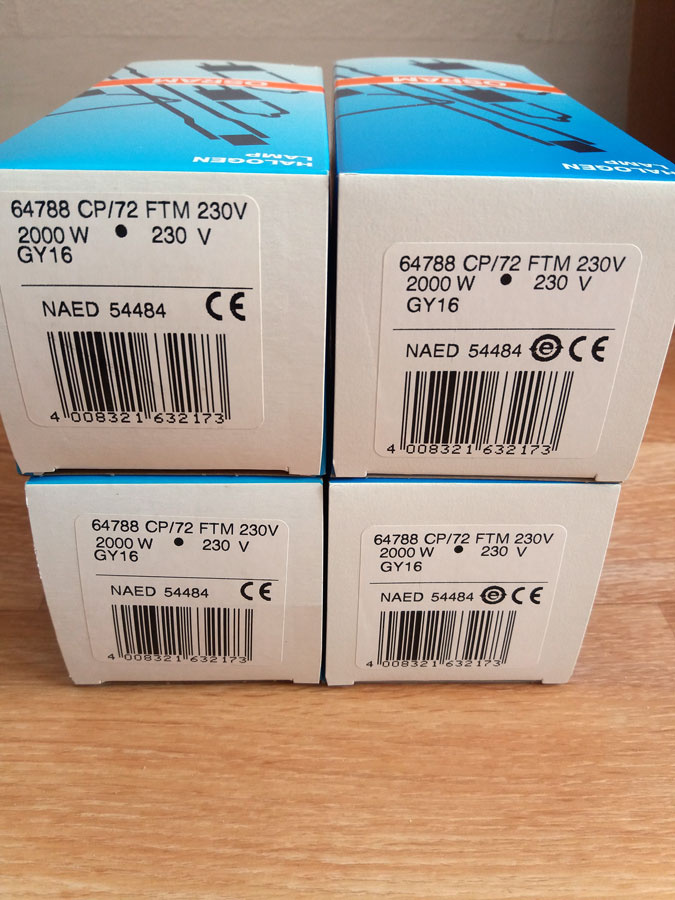 OSRAM
HALOGEN
LAMP
64788 CP/72 FTM 230V
2000 W • 230 V
GY16
NAED 54484 CE
4 008321 632173
OSRAM
HALOGEN
LAMP
64788 CP/72 FTM 230V
2000 W • 230 V
GY16
NAED 54484 e CE
4 008321 632173
64788 CP/72 FTM 230V
2000 W • 230 V
GY16
NAED 54484 CE
4 008321 632173
64788 CP/72 FTM 230V
2000 W • 230 V
GY16
NAED 54484 e CE
4 008321 632173